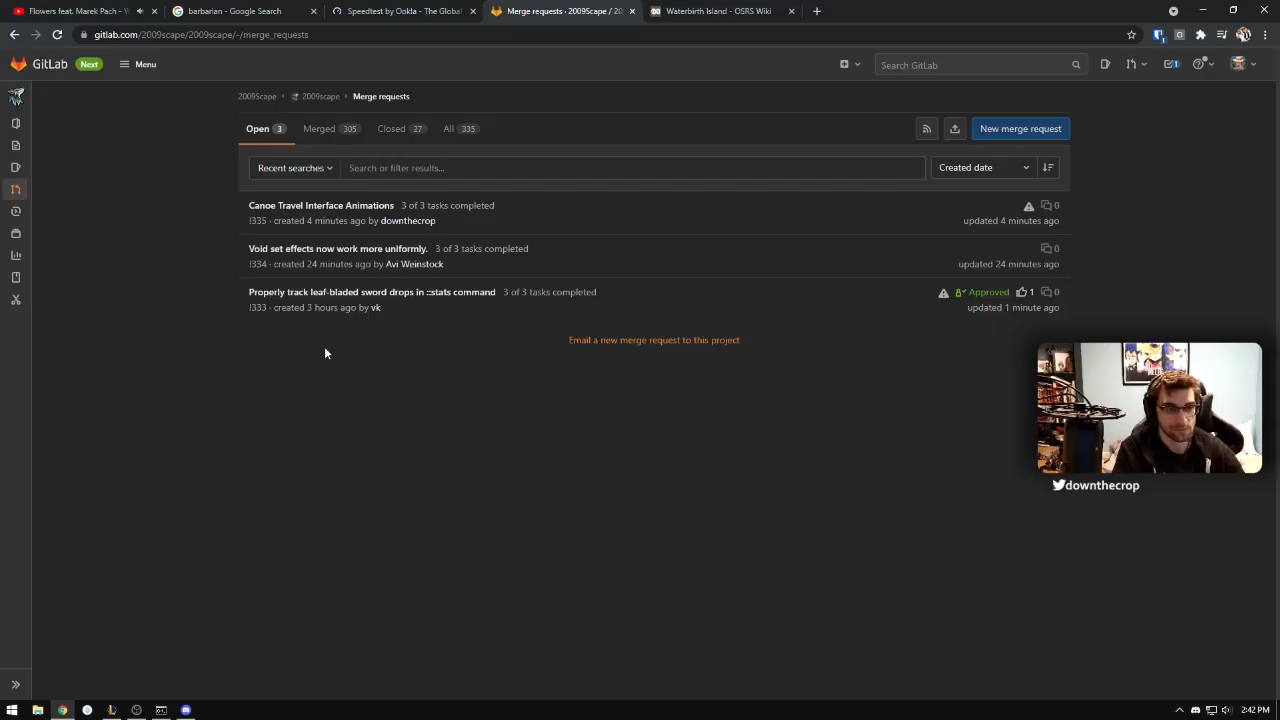 Flowers feat. Marek Pach -
barbarian - Google Search
Speedtest by Ookla - The Global
Merge requests · 2009Scape / 20
Waterbirth Island - OSRS Wiki
gitlab.com/2009scape/2009scape/-/merge_requests
GitLab Next Menu
Search GitLab
1
2009Scape 2009scape Merge requests
Open 3 Merged 305 Closed 27 All 335
New merge request
Recent searches Search or filter results... Created date
Canoe Travel Interface Animations 3 of 3 tasks completed 0
!335 · created 4 minutes ago by downthecrop updated 4 minutes ago
Void set effects now work more uniformly. 3 of 3 tasks completed 0
!334 · created 24 minutes ago by Avi Weinstock updated 24 minutes ago
Properly track leaf-bladed sword drops in ::stats command 3 of 3 tasks completed Approved 1 0
!333 · created 3 hours ago by vk updated 1 minute ago
Email a new merge request to this project
downthecrop
2:42 PM